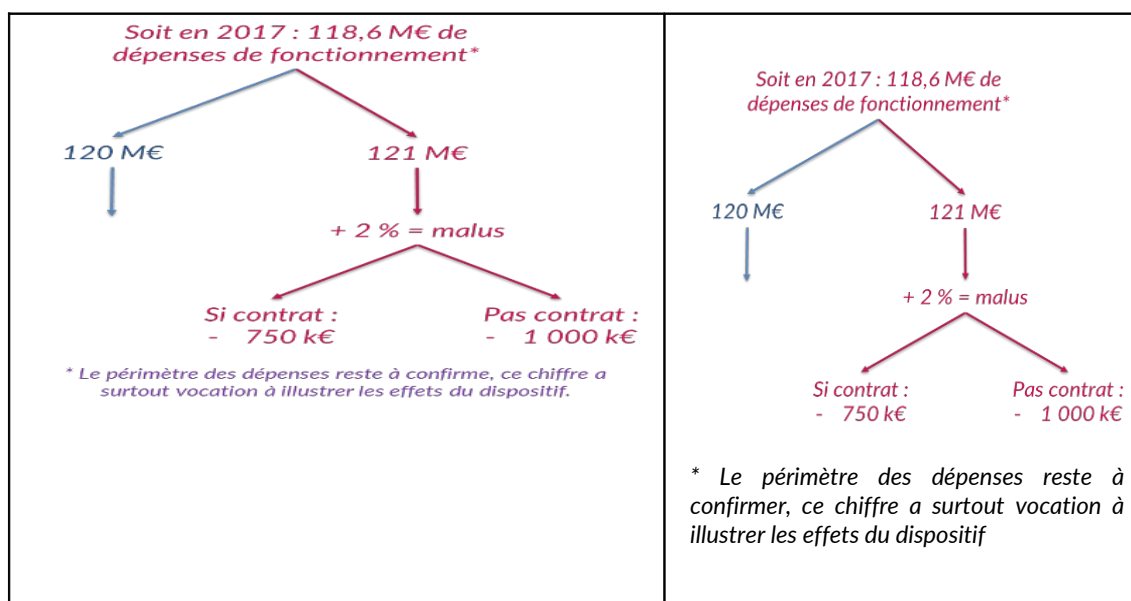 Soit en 2017 : 118,6 M€ de
dépenses de fonctionnement*
120 M€
121 M€
+ 2 % = malus
Si contrat :
- 750 k€
Pas contrat :
- 1 000 k€
* Le périmètre des dépenses reste à confirme, ce chiffre a
surtout vocation à illustrer les effets du dispositif.
Soit en 2017 : 118,6 M€ de
dépenses de fonctionnement*
120 M€
121 M€
+ 2 % = malus
Si contrat :
- 750 k€
Pas contrat :
- 1 000 k€
* Le périmètre des dépenses reste à
confirmer, ce chiffre a surtout vocation à
illustrer les effets du dispositif